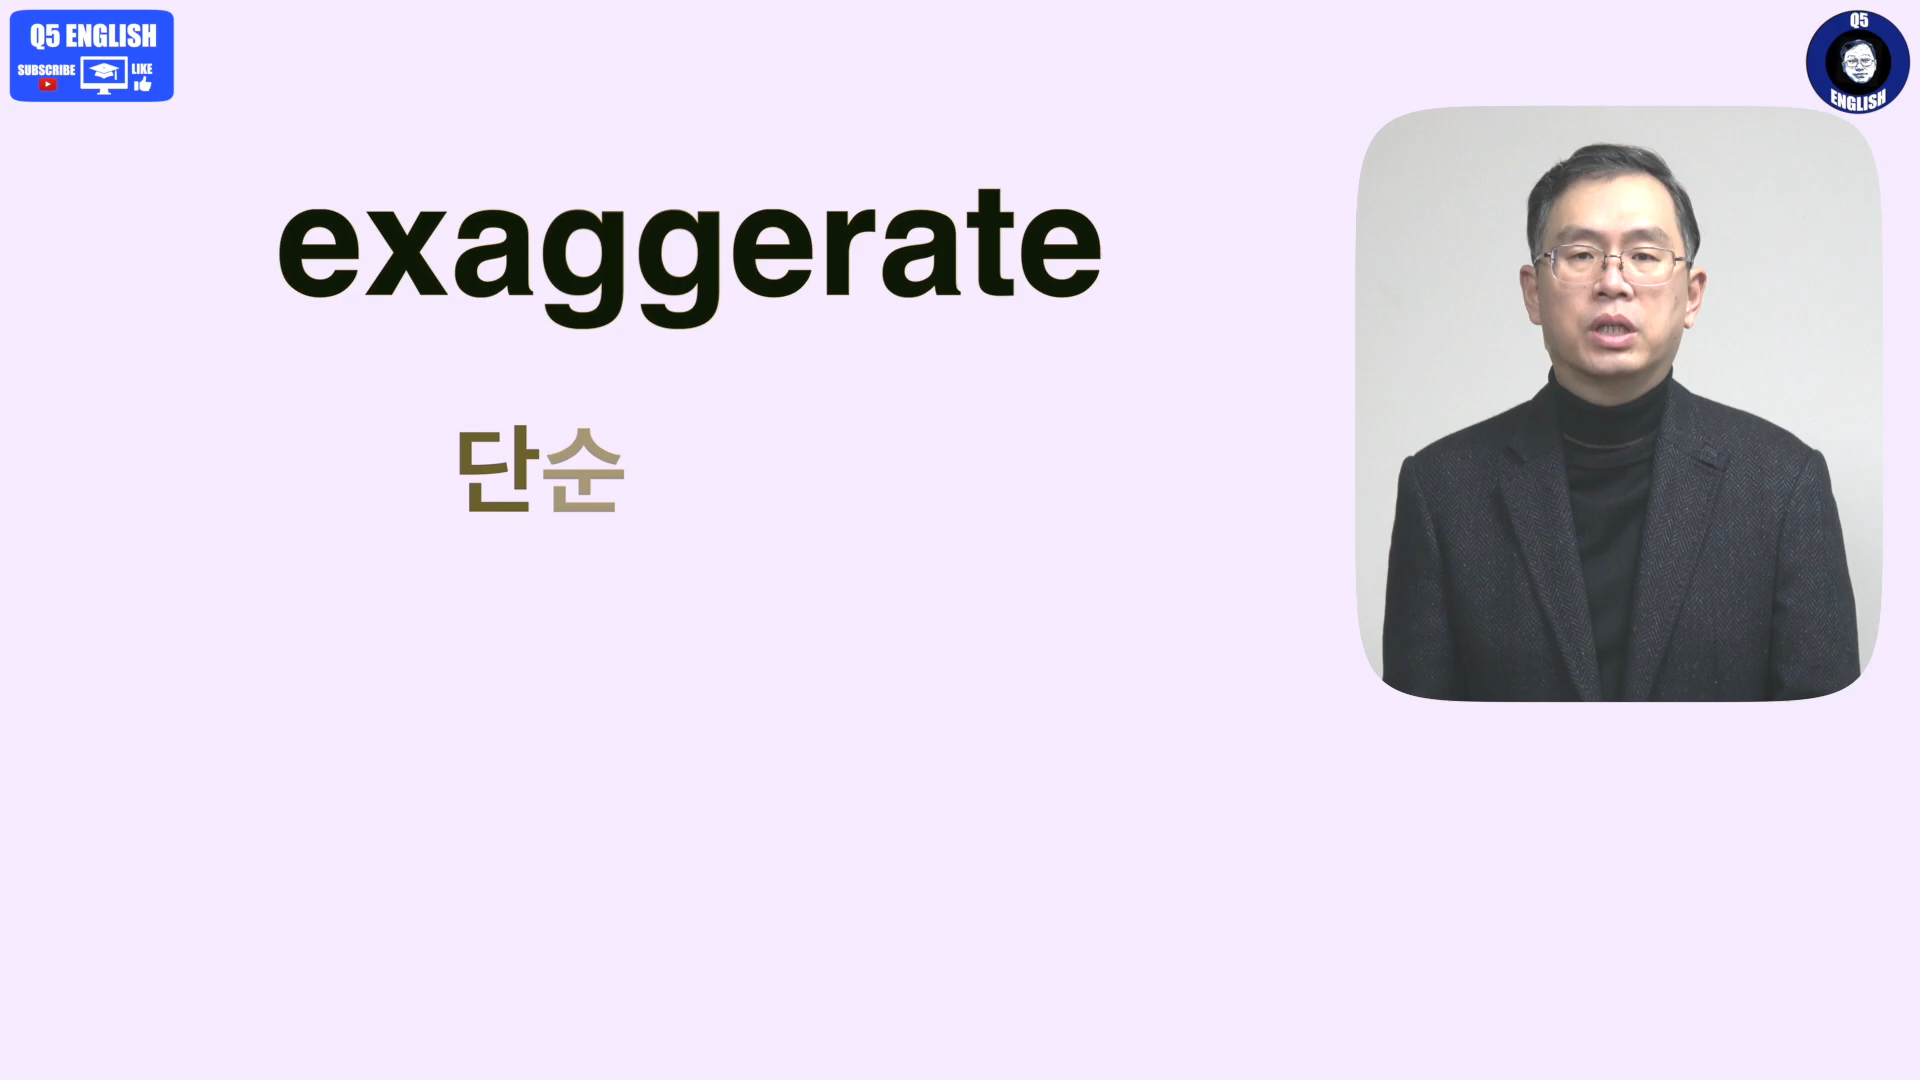 Q5 ENGLISH
SUBSCRIBE LIKE
Q5
ENGLISH
exaggerate
단순